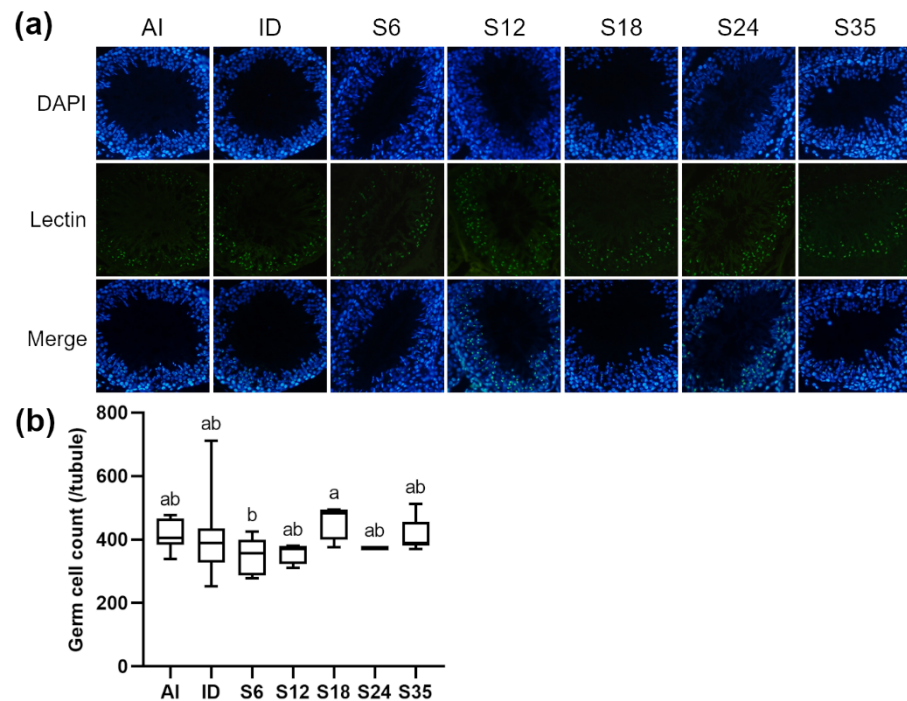 (a)
AI ID S6 S12 S18 S24 S35
DAPI
Lectin
Merge
(b)
Germ cell count (/tubule)
800
600
400
200
0
ab
ab
b
ab
a
ab
ab
AI ID S6 S12 S18 S24 S35